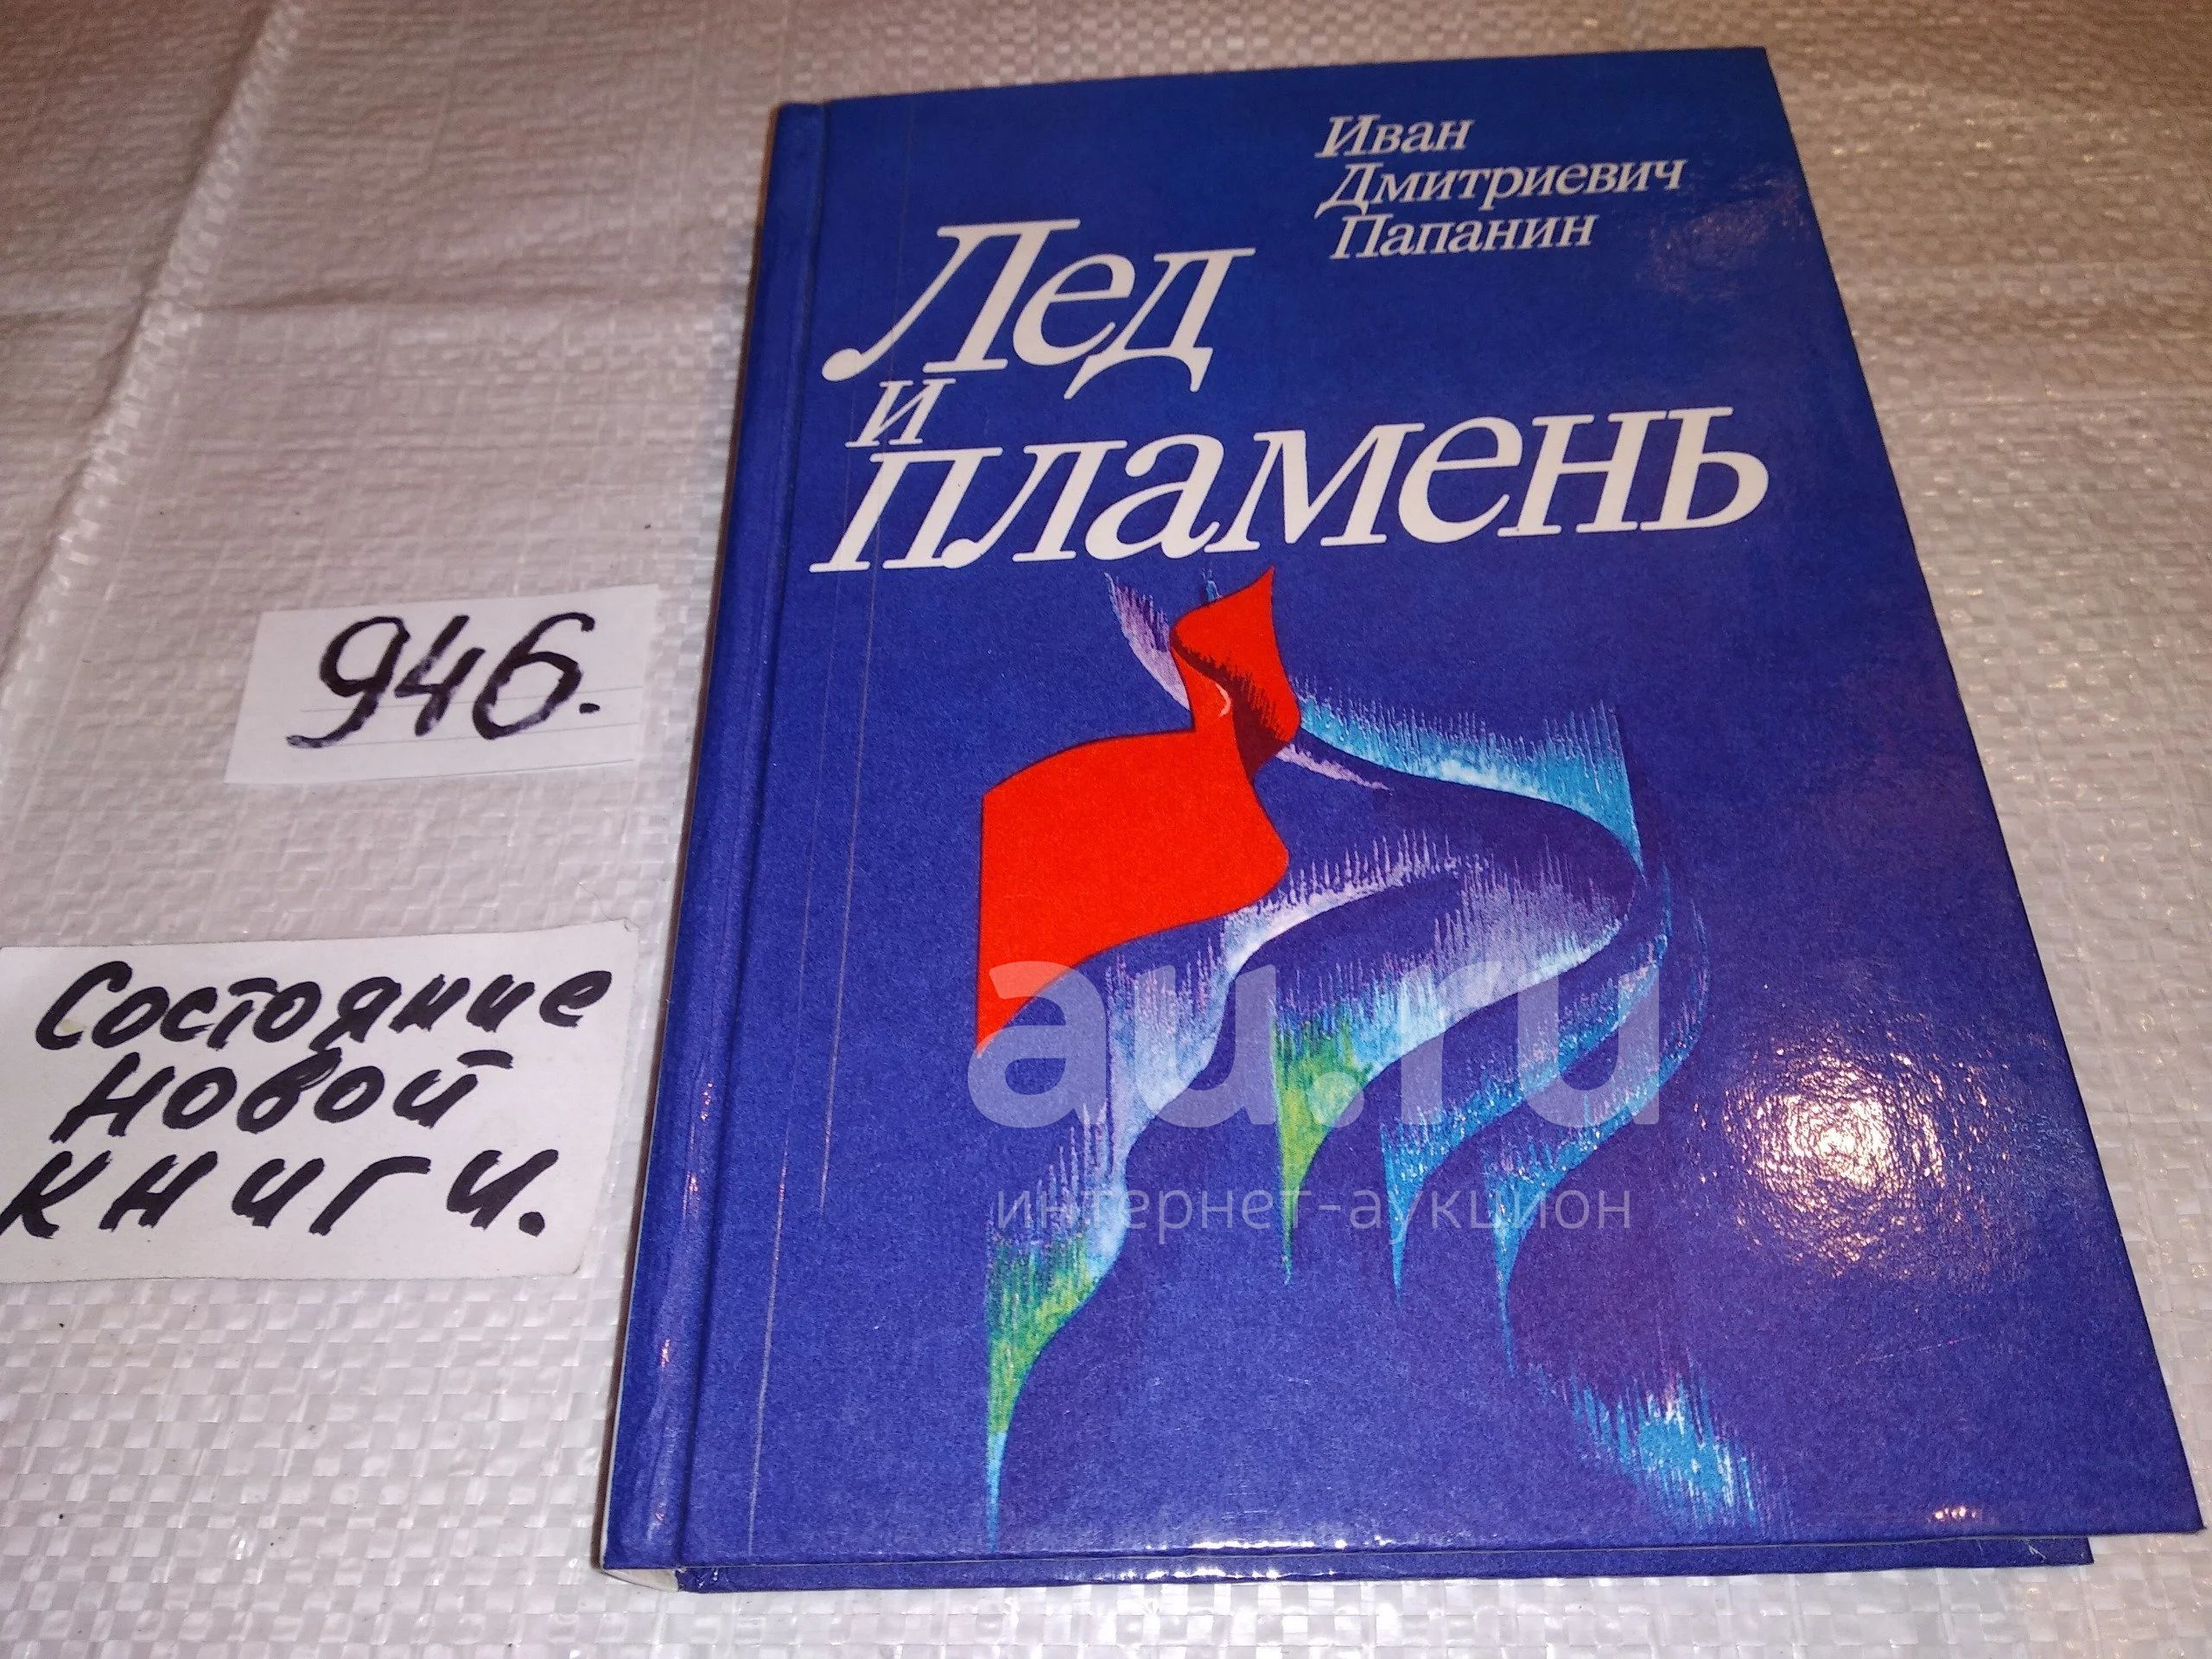 Иван
Дмитриевич
Папанин
Лед
и
пламень
946.
Состояние
новой
книги.
au.ru
интернет-аукцион